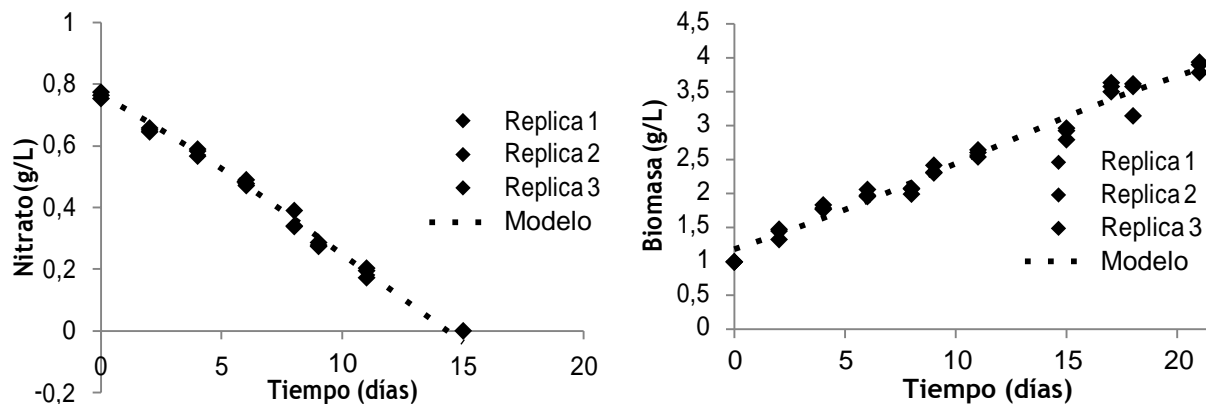 Nitrato (g/L)
1
0,8
0,6
0,4
0,2
0
-0,2
0 5 10 15 20
Tiempo (días)
Replica 1
Replica 2
Replica 3
Modelo
Biomasa (g/L)
4,5
4
3,5
3
2,5
2
1,5
1
0,5
0
0 5 10 15 20
Tiempo (días)
Replica 1
Replica 2
Replica 3
Modelo